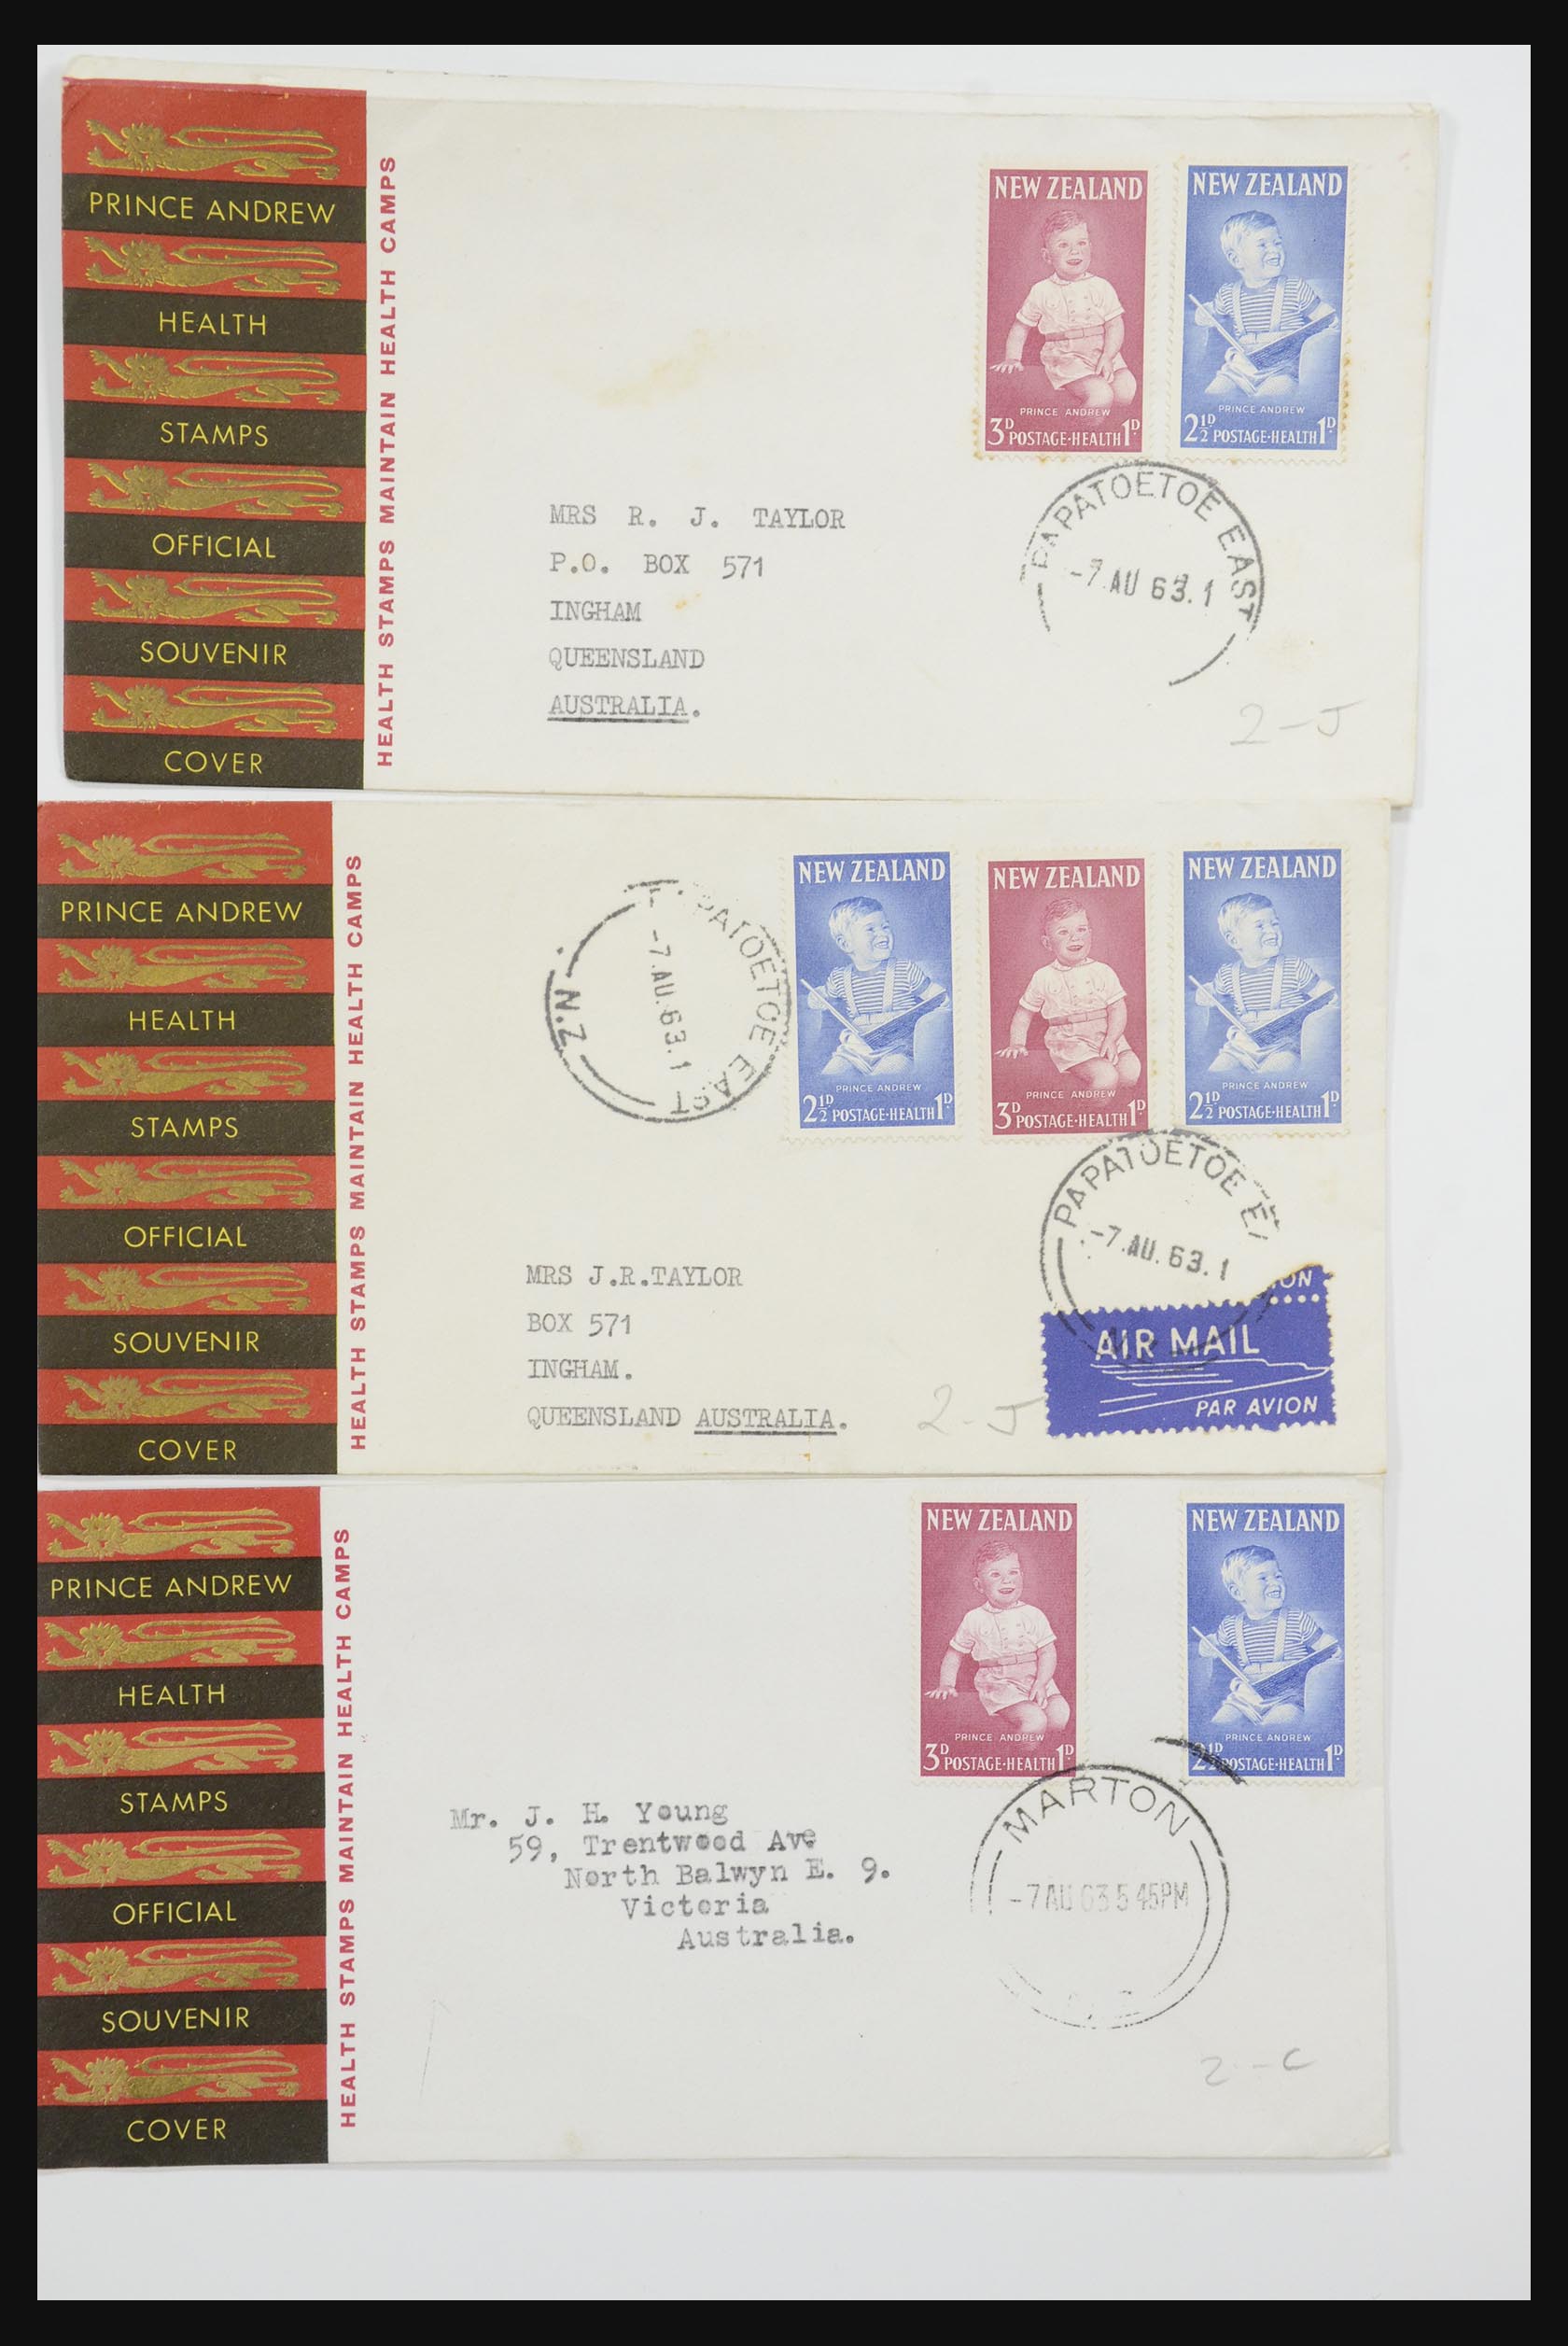 PRINCE ANDREW
HEALTH
STAMPS
OFFICIAL
SOUVENIR
COVER
HEALTH STAMPS MAINTAIN HEALTH CAMPS
NEW ZEALAND
PRINCE ANDREW
3D POSTAGE·HEALTH 1D
NEW ZEALAND
PRINCE ANDREW
2½D POSTAGE·HEALTH 1D
PAPATOETOE EAST
-7.AU 63.1
MRS R. J. TAYLOR
P.O. BOX 571
INGHAM
QUEENSLAND
AUSTRALIA.
2-J
PRINCE ANDREW
HEALTH
STAMPS
OFFICIAL
SOUVENIR
COVER
HEALTH STAMPS MAINTAIN HEALTH CAMPS
PAPATOETOE EAST
-7.AU.63.1
N.Z
NEW ZEALAND
PRINCE ANDREW
2½D POSTAGE·HEALTH 1D
NEW ZEALAND
PRINCE ANDREW
3D POSTAGE·HEALTH 1D
NEW ZEALAND
PRINCE ANDREW
2½D POSTAGE·HEALTH 1D
PAPATOETOE E
-7.AU.63.1
MRS J.R.TAYLOR
BOX 571
INGHAM.
QUEENSLAND AUSTRALIA.
2-J
ION
AIR MAIL
PAR AVION
PRINCE ANDREW
HEALTH
STAMPS
OFFICIAL
SOUVENIR
COVER
HEALTH STAMPS MAINTAIN HEALTH CAMPS
NEW ZEALAND
PRINCE ANDREW
3D POSTAGE·HEALTH 1D
NEW ZEALAND
PRINCE ANDREW
2½D POSTAGE·HEALTH 1D
MARTON
-7AU 63 5 45PM
Mr. J. H. Young
59, Trentwood Ave
North Balwyn E. 9.
Victoria
Australia.
2-C